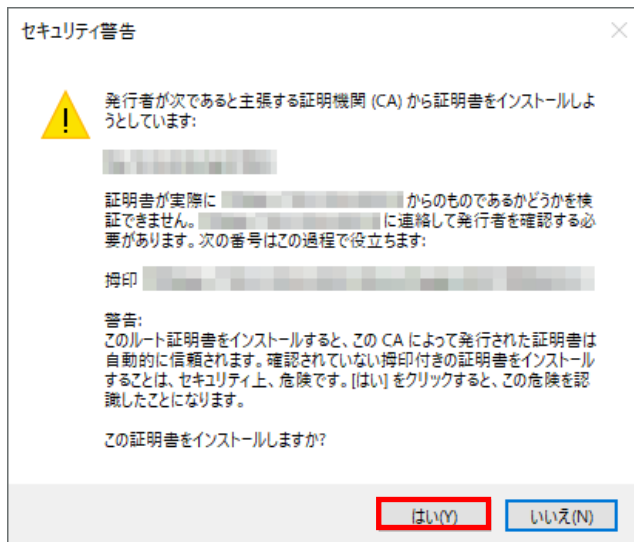 セキュリティ警告
発行者が次であると主張する証明機関 (CA) から証明書をインストールしよ
うとしています:
証明書が実際に からのものであるかどうかを検
証できません。 に連絡して発行者を確認する必
要があります。次の番号はこの過程で役立ちます:
拇印
警告:
このルート証明書をインストールすると、この CA によって発行された証明書は
自動的に信頼されます。確認されていない拇印付きの証明書をインストール
することは、セキュリティ上、危険です。[はい] をクリックすると、この危険を認
識したことになります。
この証明書をインストールしますか?
はい(Y) いいえ(N)